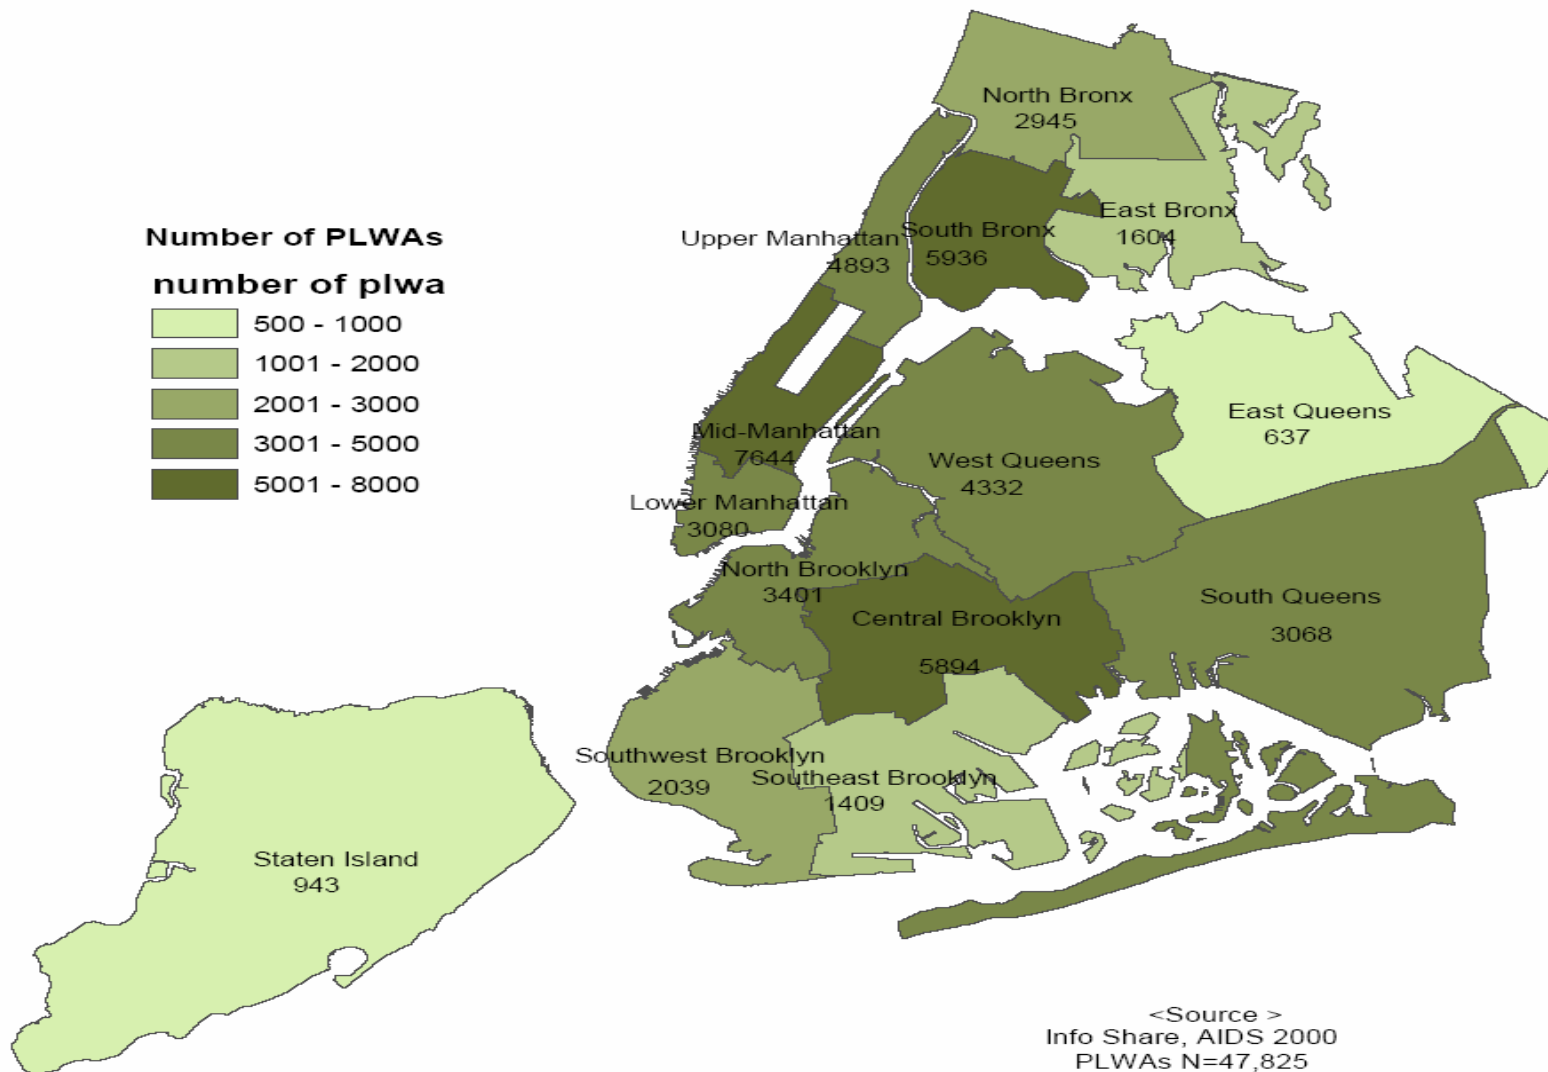 North Bronx
2945
East Bronx
1604
Upper Manhattan
4893
South Bronx
5936
Number of PLWAs
number of plwa
500 - 1000
1001 - 2000
2001 - 3000
3001 - 5000
5001 - 8000
East Queens
637
Mid-Manhattan
7644
West Queens
4332
Lower Manhattan
3080
North Brooklyn
3401
Central Brooklyn
5894
South Queens
3068
Southwest Brooklyn
2039
Southeast Brooklyn
1409
Staten Island
943
<Source >
Info Share, AIDS 2000
PLWAs N=47,825